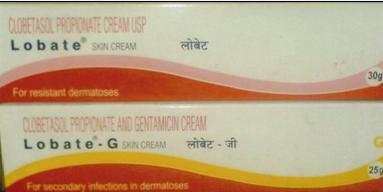 CLOBETASOL PROPIONATE CREAM USP
Lobate® SKIN CREAM लोबेट
30g
For resistant dermatoses
CLOBETASOL PROPIONATE AND GENTAMICIN CREAM
Lobate®-G SKIN CREAM लोबेट - जी
G
25g
For secondary infections in dermatoses